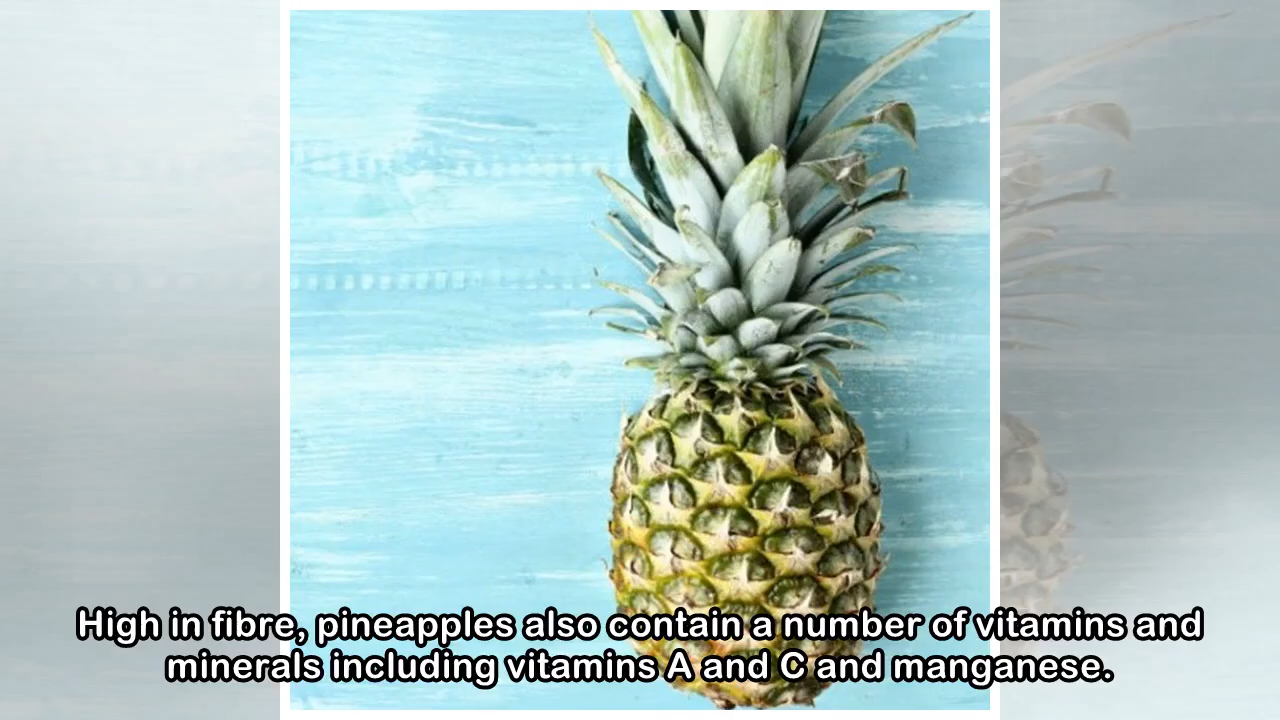 High in fibre, pineapples also contain a number of vitamins and
minerals including vitamins A and C and manganese.